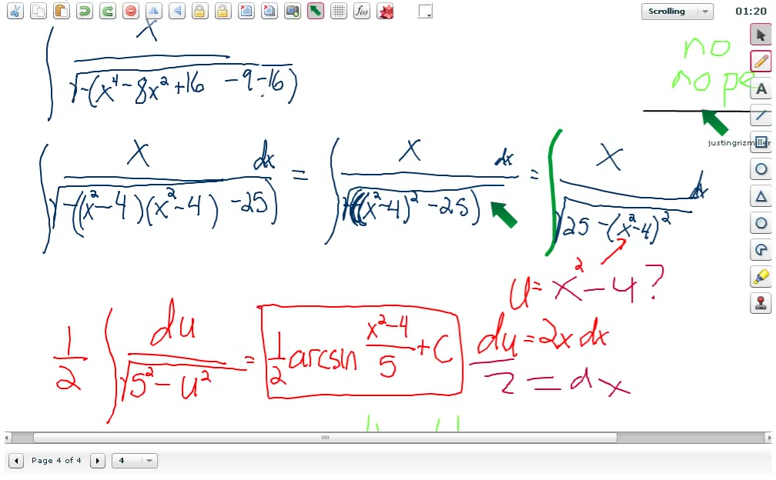 Scrolling
01:20
∫ x / √(-(x⁴ - 8x² + 16 - 9 - 16))
no
nope
justingrizmiller
∫ x / √(-((x² - 4)(x² - 4) - 25)) dx = ∫ x / √(-((x² - 4)² - 25)) dx = ∫ x / √(25 - (x² - 4)²) dx
u = x² - 4 ?
1/2 ∫ du / √(5² - u²) = 1/2 arcsin (x² - 4)/5 + C
du = 2x dx
du/2 = dx
Page 4 of 4
4